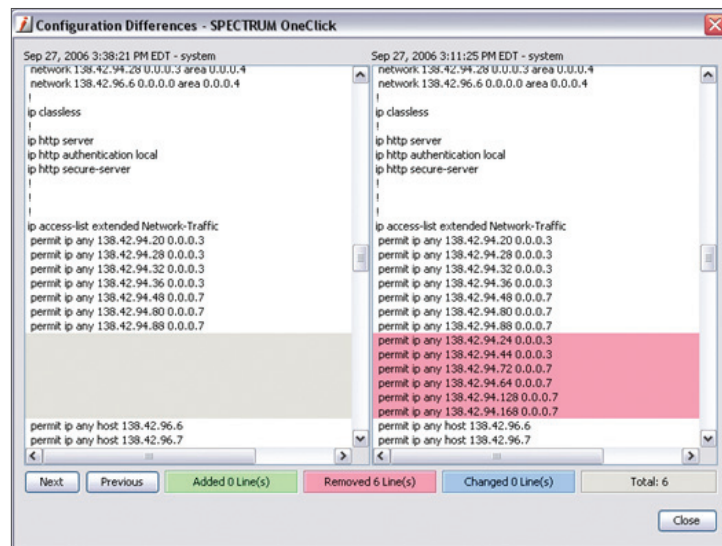 Configuration Differences - SPECTRUM OneClick
Sep 27, 2006 3:38:21 PM EDT - system
network 138.42.94.28 0.0.0.3 area 0.0.0.4
network 138.42.96.6 0.0.0.0 area 0.0.0.4
!
ip classless
!
ip http server
ip http authentication local
ip http secure-server
!
!
!
ip access-list extended Network-Traffic
permit ip any 138.42.94.20 0.0.0.3
permit ip any 138.42.94.28 0.0.0.3
permit ip any 138.42.94.32 0.0.0.3
permit ip any 138.42.94.36 0.0.0.3
permit ip any 138.42.94.48 0.0.0.7
permit ip any 138.42.94.80 0.0.0.7
permit ip any 138.42.94.88 0.0.0.7
permit ip any host 138.42.96.6
permit ip any host 138.42.96.7
Sep 27, 2006 3:11:25 PM EDT - system
network 138.42.94.28 0.0.0.3 area 0.0.0.4
network 138.42.96.6 0.0.0.0 area 0.0.0.4
!
ip classless
!
ip http server
ip http authentication local
ip http secure-server
!
!
!
ip access-list extended Network-Traffic
permit ip any 138.42.94.20 0.0.0.3
permit ip any 138.42.94.28 0.0.0.3
permit ip any 138.42.94.32 0.0.0.3
permit ip any 138.42.94.36 0.0.0.3
permit ip any 138.42.94.48 0.0.0.7
permit ip any 138.42.94.80 0.0.0.7
permit ip any 138.42.94.88 0.0.0.7
permit ip any 138.42.94.24 0.0.0.3
permit ip any 138.42.94.44 0.0.0.3
permit ip any 138.42.94.72 0.0.0.7
permit ip any 138.42.94.64 0.0.0.7
permit ip any 138.42.94.128 0.0.0.7
permit ip any 138.42.94.168 0.0.0.7
permit ip any host 138.42.96.6
permit ip any host 138.42.96.7
Next
Previous
Added 0 Line(s)
Removed 6 Line(s)
Changed 0 Line(s)
Total: 6
Close